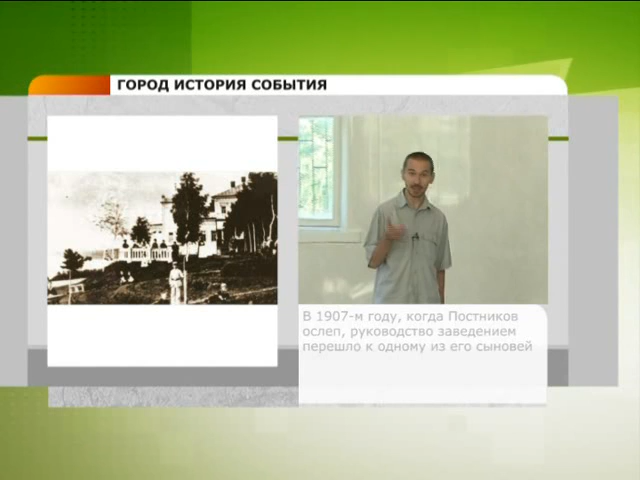 ГОРОД ИСТОРИЯ СОБЫТИЯ
В 1907-м году, когда Постников
ослеп, руководство заведением
перешло к одному из его сыновей